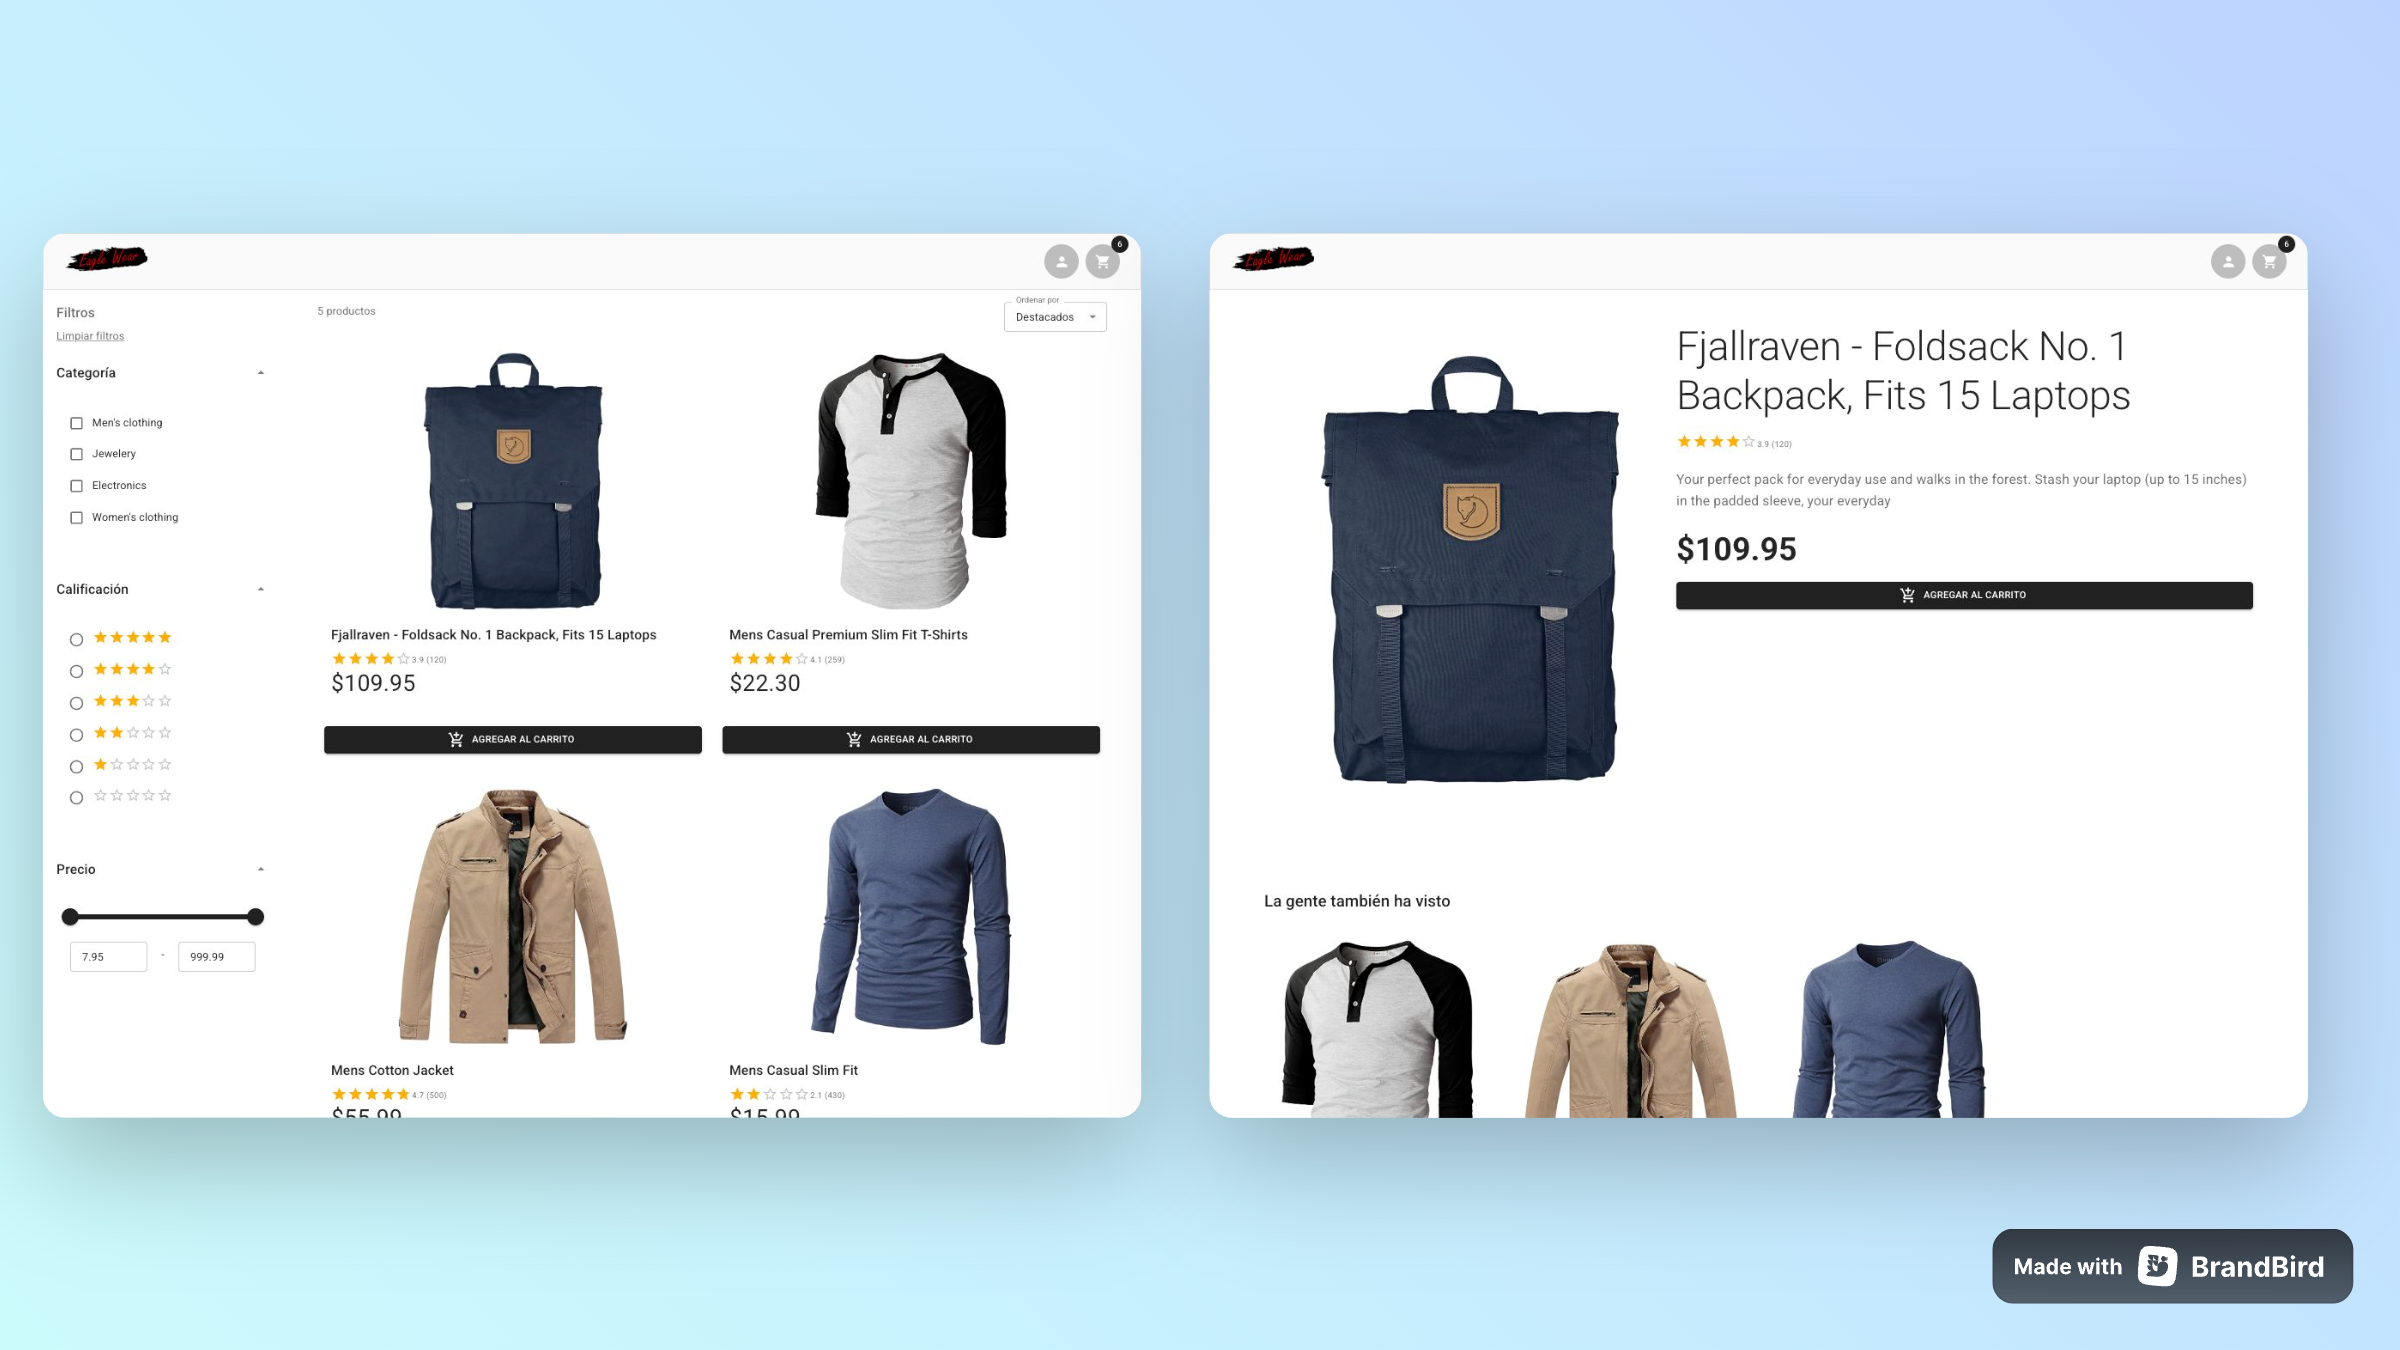 Eagle Wear
6
Filtros
Limpiar filtros
5 productos
Ordenar por
Destacados
Categoría
Men's clothing
Jewelery
Electronics
Women's clothing
Calificación
Precio
7.95 - 999.99
Fjallraven - Foldsack No. 1 Backpack, Fits 15 Laptops
3.9 (120)
$109.95
AGREGAR AL CARRITO
Mens Casual Premium Slim Fit T-Shirts
4.1 (259)
$22.30
AGREGAR AL CARRITO
Mens Cotton Jacket
4.7 (500)
$55.99
Mens Casual Slim Fit
2.1 (430)
$15.99
Eagle Wear
6
Fjallraven - Foldsack No. 1
Backpack, Fits 15 Laptops
3.9 (120)
Your perfect pack for everyday use and walks in the forest. Stash your laptop (up to 15 inches)
in the padded sleeve, your everyday
$109.95
AGREGAR AL CARRITO
La gente también ha visto
Made with BrandBird